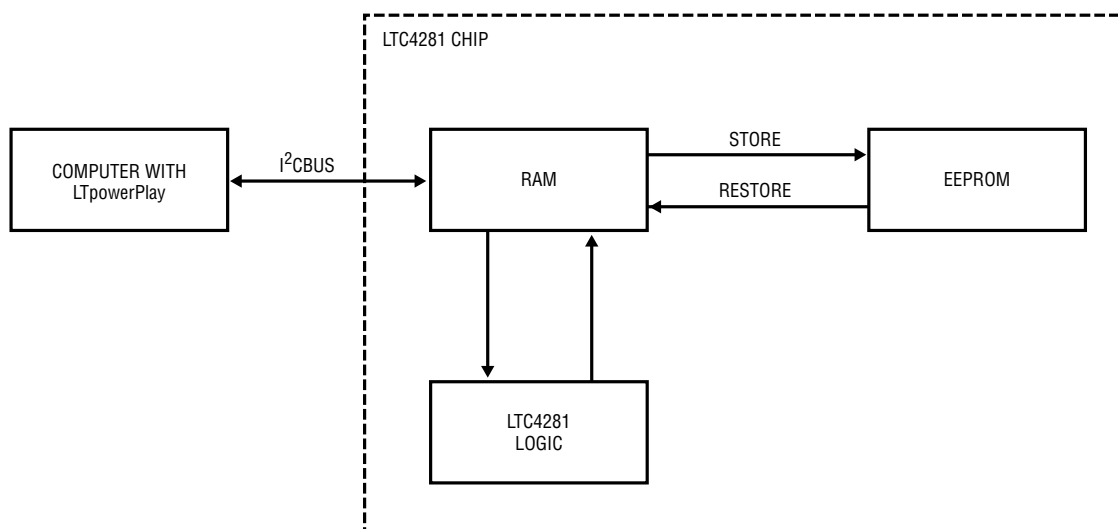 LTC4281 CHIP
COMPUTER WITH
LTpowerPlay
I²CBUS
RAM
STORE
RESTORE
EEPROM
LTC4281
LOGIC